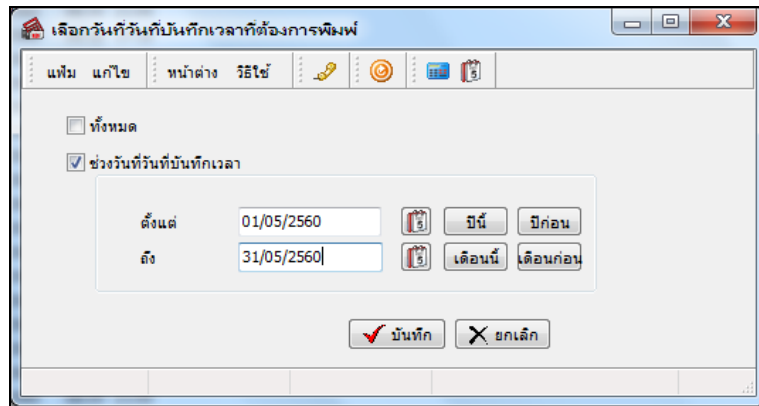 เลือกวันที่วันที่บันทึกเวลาที่ต้องการพิมพ์
แฟ้ม แก้ไข หน้าต่าง วิธีใช้
ทั้งหมด
ช่วงวันที่วันที่บันทึกเวลา
ตั้งแต่ 01/05/2560 ปีนี้ ปีก่อน
ถึง 31/05/2560 เดือนนี้ เดือนก่อน
บันทึก ยกเลิก